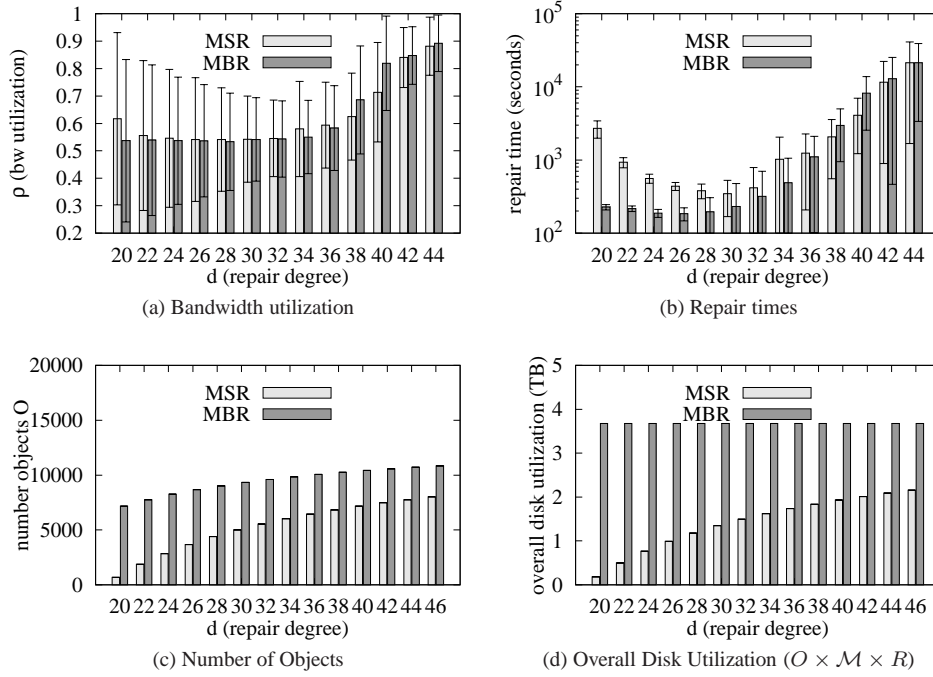 ρ (bw utilization)
1
0.9
0.8
0.7
0.6
0.5
0.4
0.3
0.2
MSR
MBR
20 22 24 26 28 30 32 34 36 38 40 42 44
d (repair degree)
(a) Bandwidth utilization
repair time (seconds)
10^5
10^4
10^3
10^2
MSR
MBR
20 22 24 26 28 30 32 34 36 38 40 42 44
d (repair degree)
(b) Repair times
number objects O
20000
15000
10000
5000
0
MSR
MBR
20 22 24 26 28 30 32 34 36 38 40 42 44 46
d (repair degree)
(c) Number of Objects
overall disk utilization (TB)
5
4
3
2
1
0
MSR
MBR
20 22 24 26 28 30 32 34 36 38 40 42 44 46
d (repair degree)
(d) Overall Disk Utilization (O × M × R)